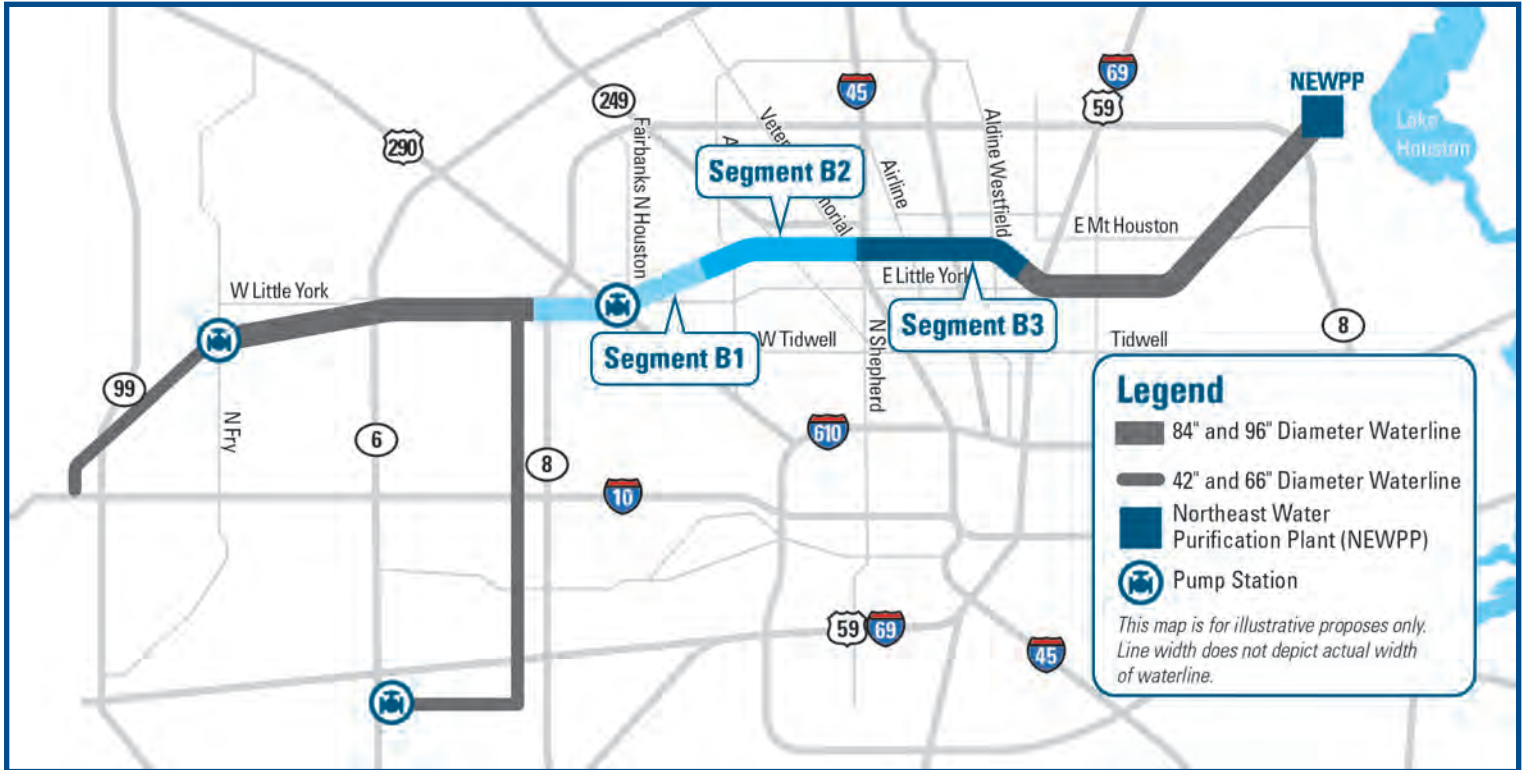 NEWPP
Lake
Houston
69
59
45
249
290
Fairbanks N Houston
Airline
Aldine Westfield
Segment B2
E Mt Houston
W Little York
E Little York
Segment B1
W Tidwell
N Shepherd
Segment B3
Tidwell
8
99
N Fry
6
8
610
10
59
69
45
Legend
84" and 96" Diameter Waterline
42" and 66" Diameter Waterline
Northeast Water
Purification Plant (NEWPP)
Pump Station
This map is for illustrative proposes only.
Line width does not depict actual width
of waterline.